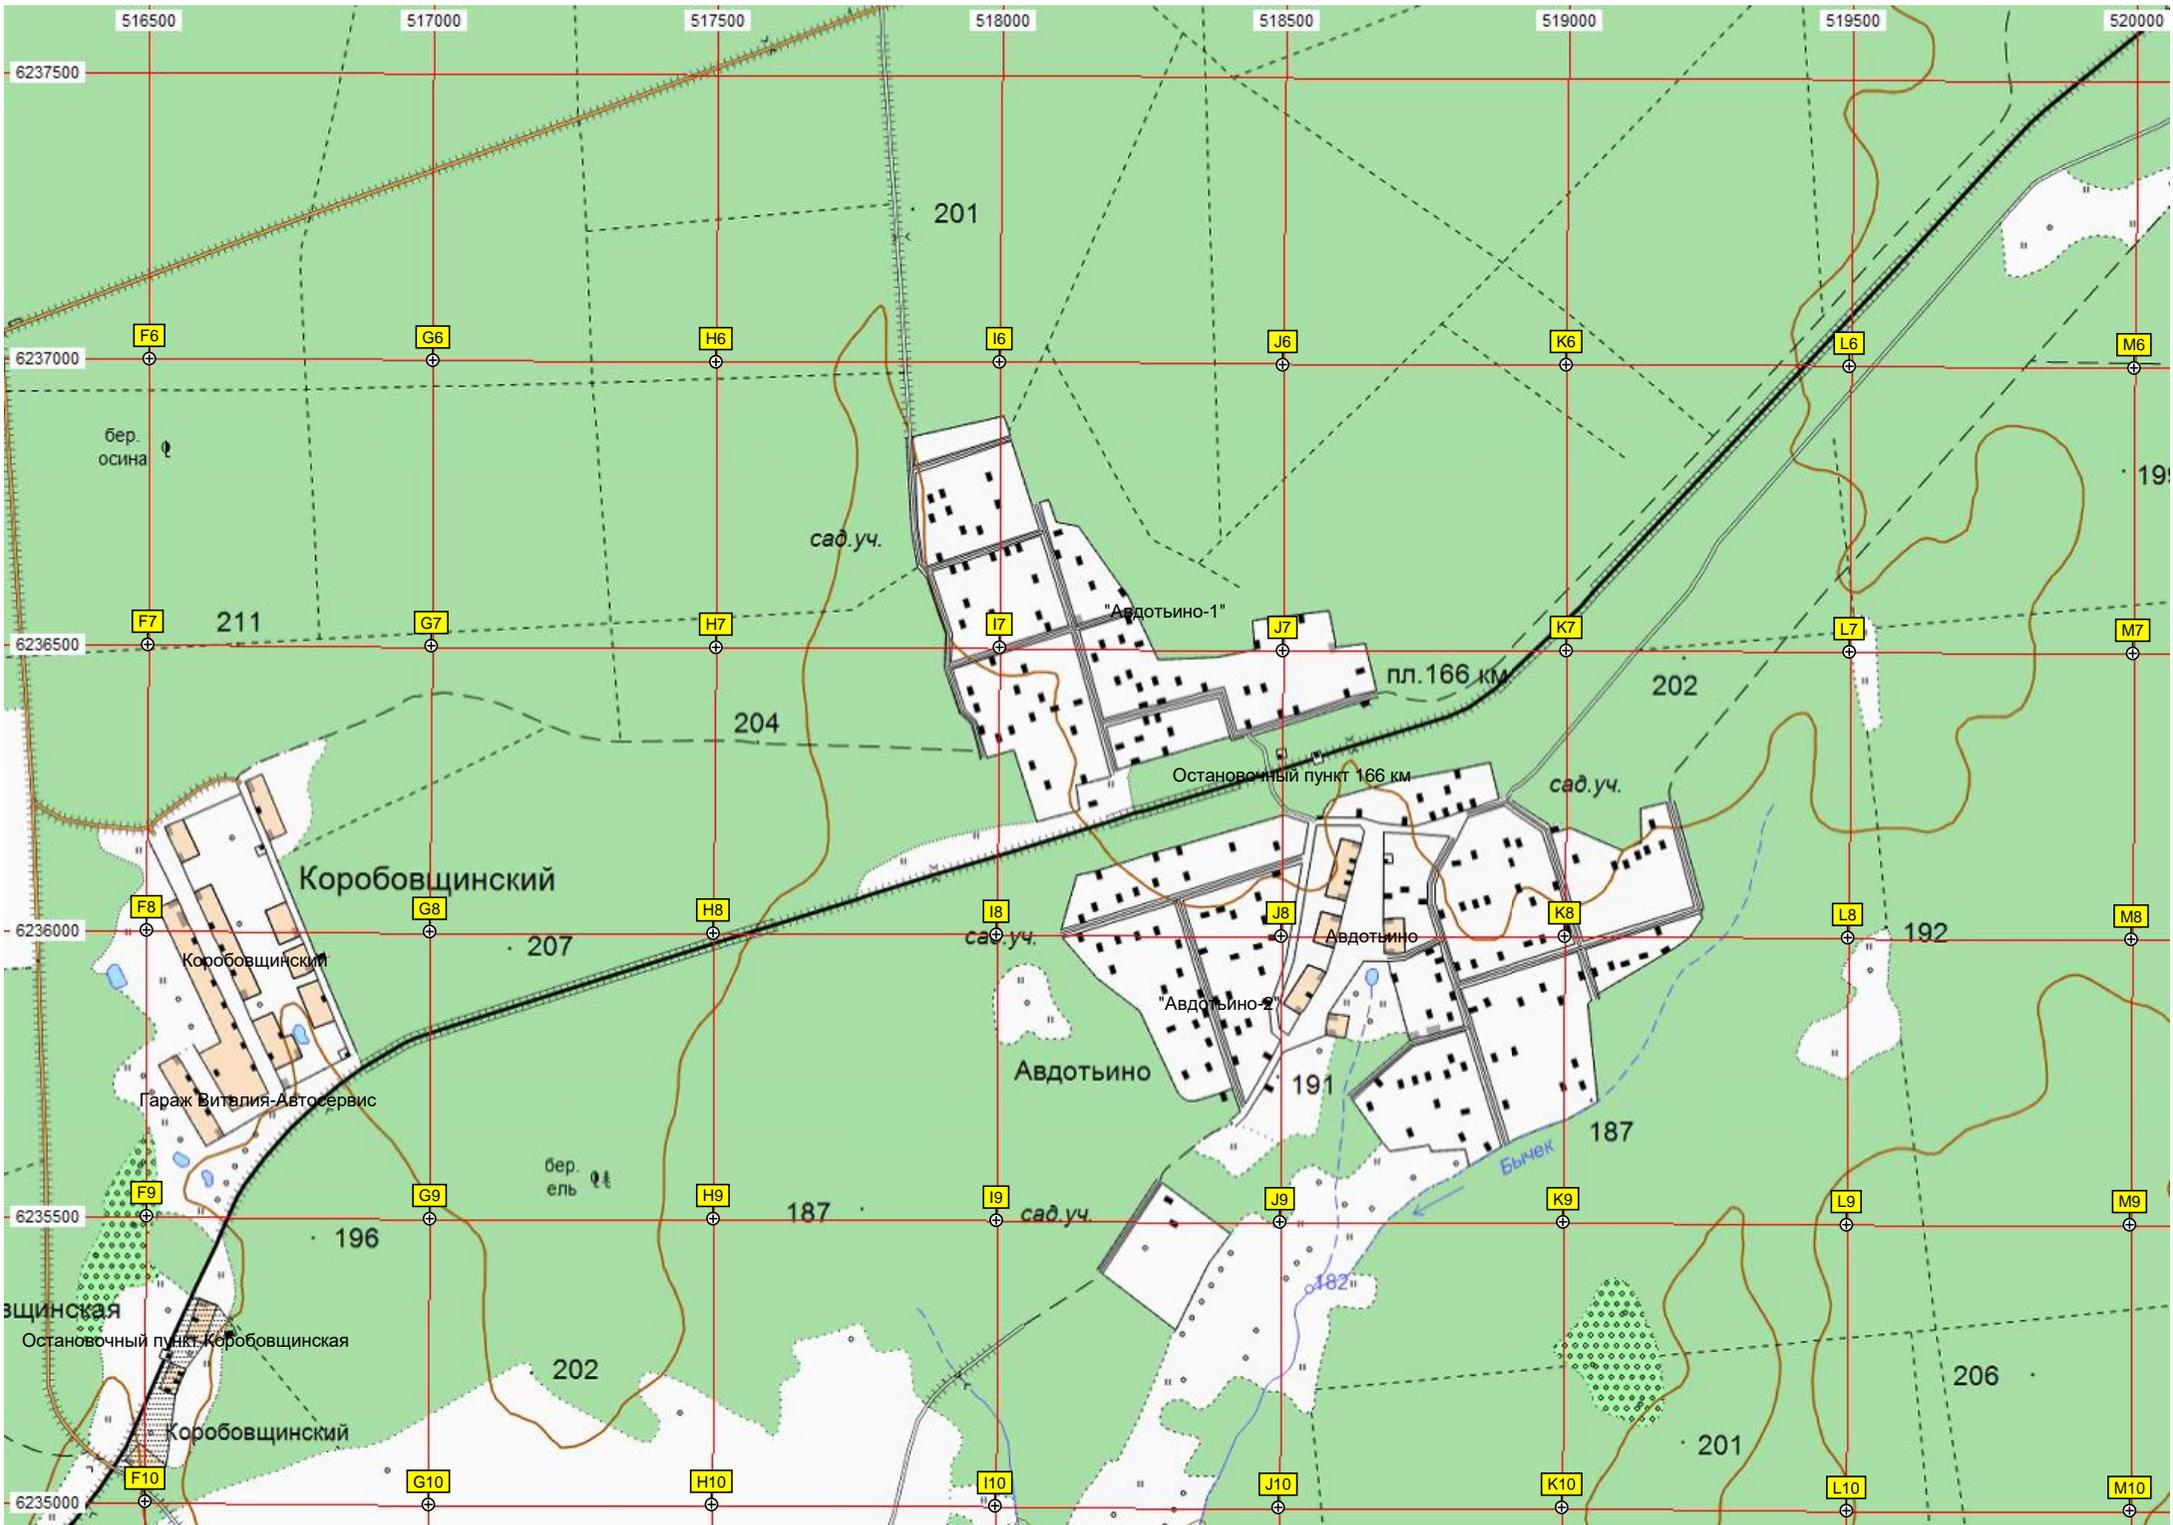 516500 517000 517500 518000 518500 519000 519500 520000
6237500
201
F6 G6 H6 I6 J6 K6 L6 M6
6237000
бер.
осина
199
сад.уч.
"Авдотьино-1"
211
F7 G7 H7 I7 J7 K7 L7 M7
6236500
пл.166 км
202
204
Остановочный пункт 166 км
сад.уч.
Коробовщинский
F8 G8 H8 I8 J8 K8 L8 M8
6236000
сад.уч.
Авдотьино
192
207
Коробовщинский
"Авдотьино-2"
Авдотьино
191
Гараж Виталия-Автосервис
187
Бычек
бер.
ель
F9 G9 H9 I9 J9 K9 L9 M9
6235500
187
сад.уч.
196
182
вщинская
Остановочный пункт Коробовщинская
202
206
Коробовщинский
201
F10 G10 H10 I10 J10 K10 L10 M10
6235000